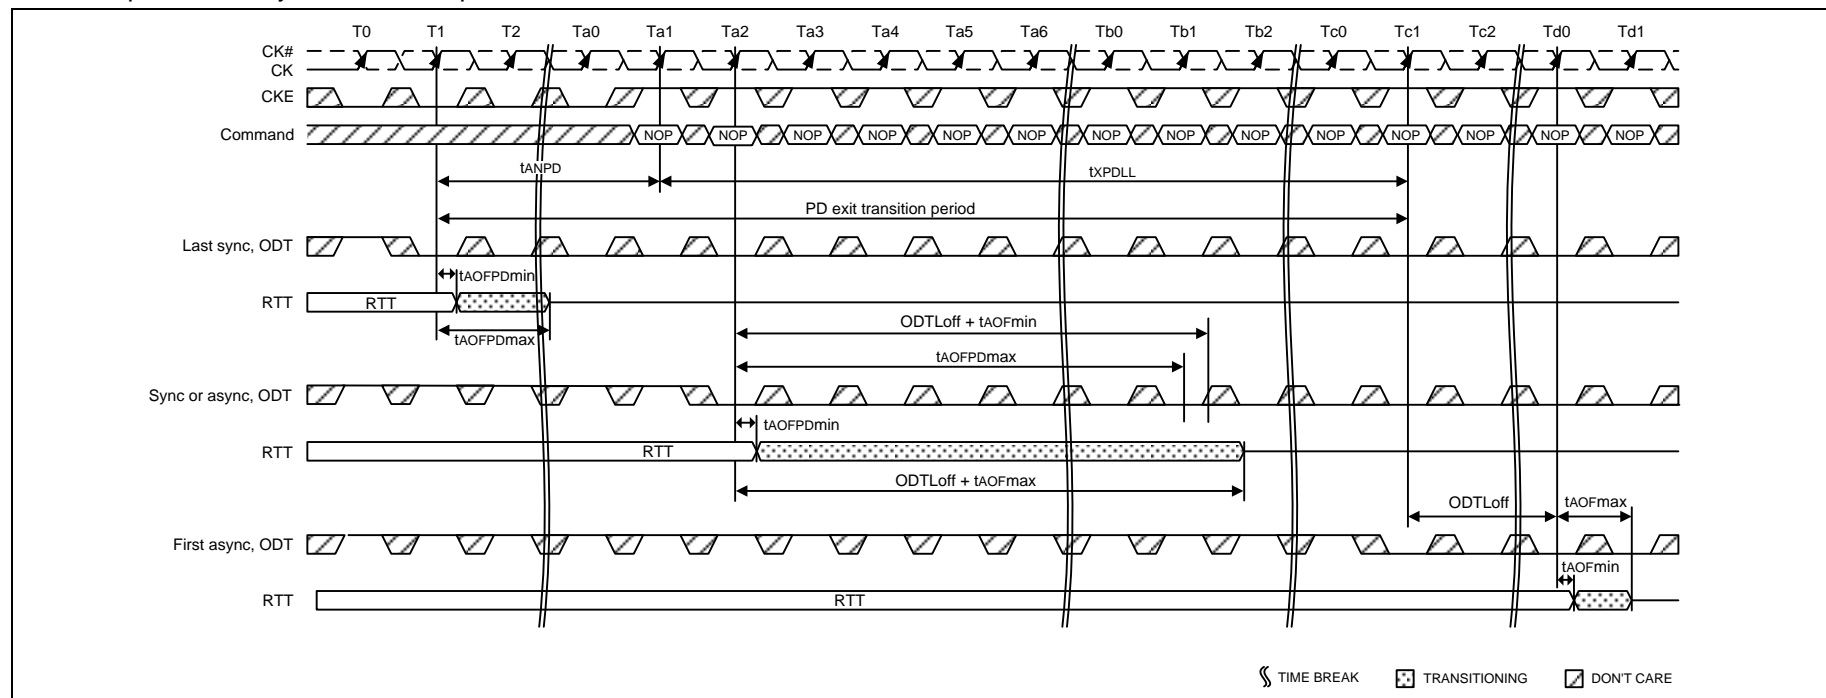 T0 T1 T2 Ta0 Ta1 Ta2 Ta3 Ta4 Ta5 Ta6 Tb0 Tb1 Tb2 Tc0 Tc1 Tc2 Td0 Td1
CK#
CK
CKE
Command NOP NOP NOP NOP NOP NOP NOP NOP NOP NOP NOP NOP NOP NOP
tANPD tXPDLL
PD exit transition period
Last sync, ODT
tAOFPDmin
RTT RTT
ODTLoff + tAOFmin
tAOFPDmax
tAOFPDmax
Sync or async, ODT
tAOFPDmin
RTT RTT
ODTLoff + tAOFmax
ODTLoff tAOFmax
First async, ODT
tAOFmin
RTT RTT
TIME BREAK TRANSITIONING DON'T CARE